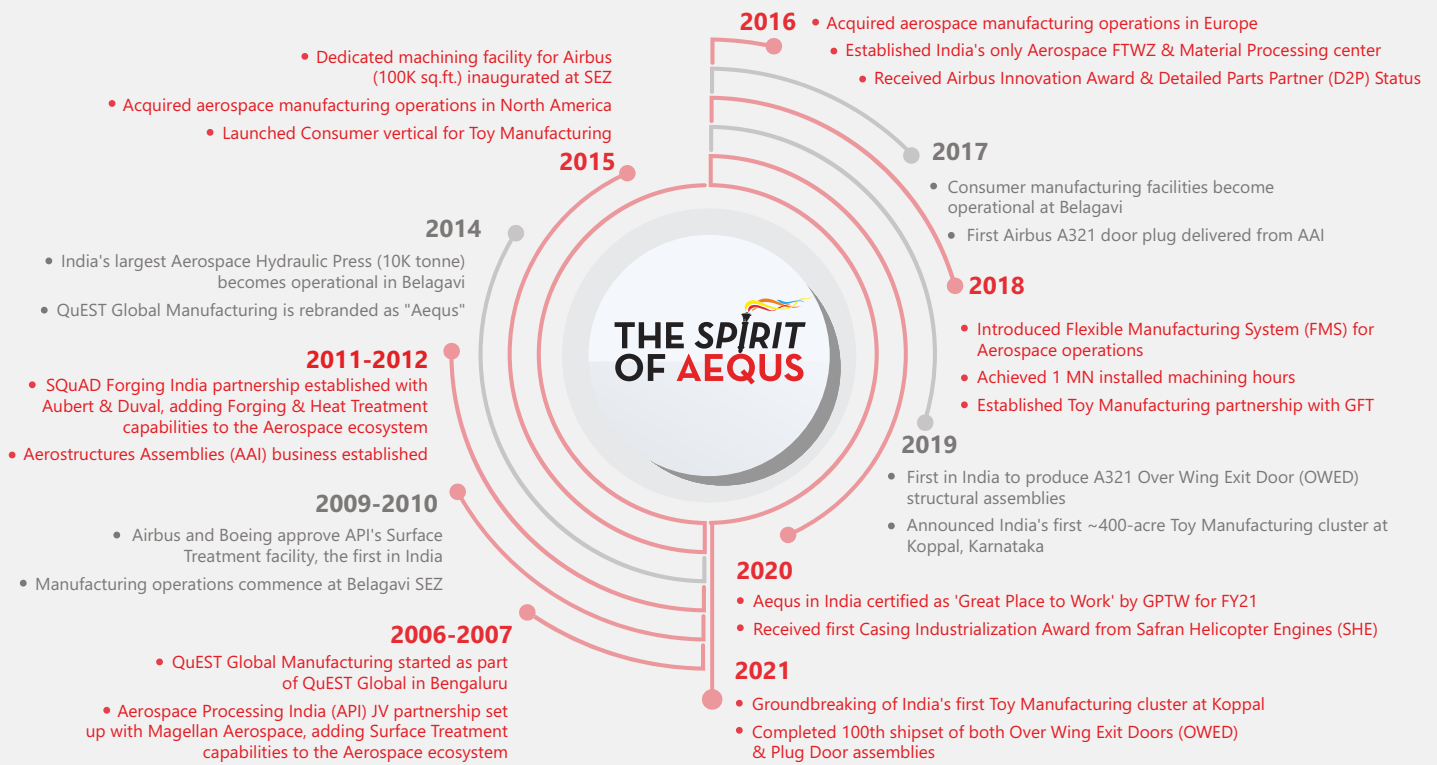 2016
• Acquired aerospace manufacturing operations in Europe
• Established India's only Aerospace FTWZ & Material Processing center
• Received Airbus Innovation Award & Detailed Parts Partner (D2P) Status
• Dedicated machining facility for Airbus
(100K sq.ft.) inaugurated at SEZ
• Acquired aerospace manufacturing operations in North America
• Launched Consumer vertical for Toy Manufacturing
2015
2017
• Consumer manufacturing facilities become
operational at Belagavi
• First Airbus A321 door plug delivered from AAI
2014
• India's largest Aerospace Hydraulic Press (10K tonne)
becomes operational in Belagavi
• QuEST Global Manufacturing is rebranded as "Aequs"
2018
• Introduced Flexible Manufacturing System (FMS) for
Aerospace operations
• Achieved 1 MN installed machining hours
• Established Toy Manufacturing partnership with GFT
THE SPIRIT
OF AEQUS
2011-2012
• SQuAD Forging India partnership established with
Aubert & Duval, adding Forging & Heat Treatment
capabilities to the Aerospace ecosystem
• Aerostructures Assemblies (AAI) business established
2019
• First in India to produce A321 Over Wing Exit Door (OWED)
structural assemblies
• Announced India's first ~400-acre Toy Manufacturing cluster at
Koppal, Karnataka
2009-2010
• Airbus and Boeing approve API's Surface
Treatment facility, the first in India
• Manufacturing operations commence at Belagavi SEZ
2020
• Aequs in India certified as 'Great Place to Work' by GPTW for FY21
• Received first Casing Industrialization Award from Safran Helicopter Engines (SHE)
2006-2007
• QuEST Global Manufacturing started as part
of QuEST Global in Bengaluru
• Aerospace Processing India (API) JV partnership set
up with Magellan Aerospace, adding Surface Treatment
capabilities to the Aerospace ecosystem
2021
• Groundbreaking of India's first Toy Manufacturing cluster at Koppal
• Completed 100th shipset of both Over Wing Exit Doors (OWED)
& Plug Door assemblies